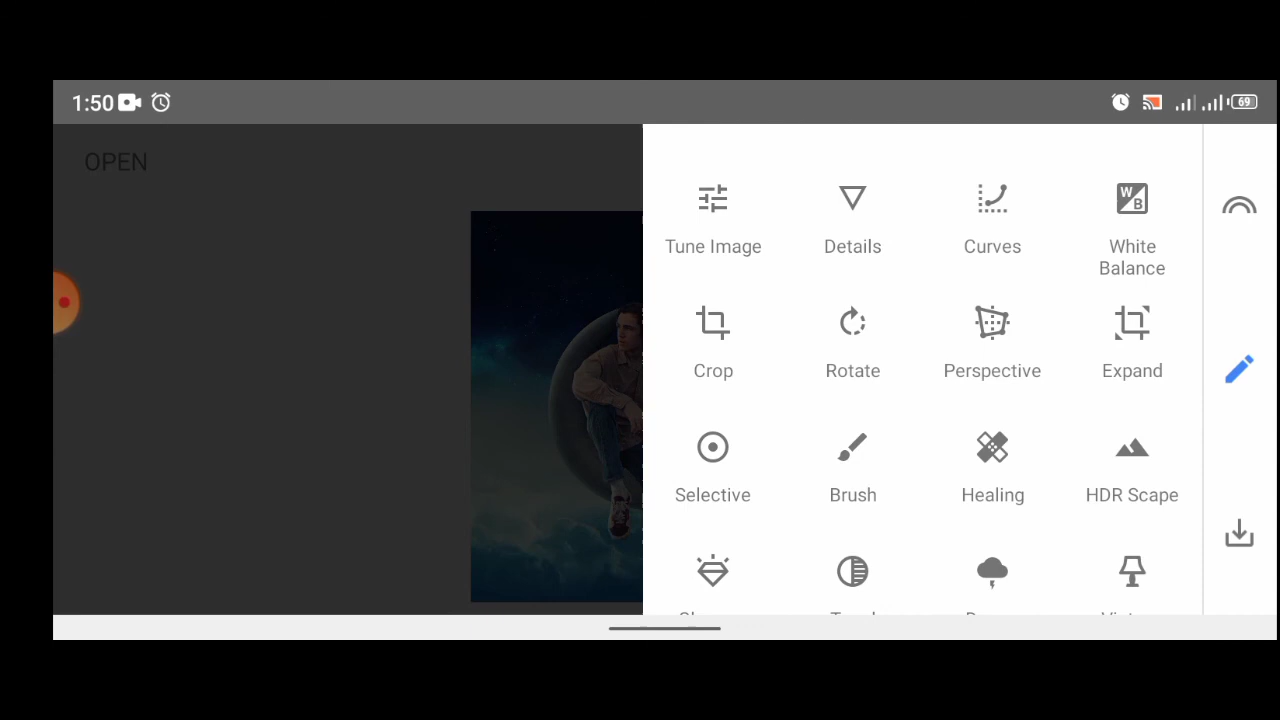 1:50
69
OPEN
Tune Image
Details
Curves
W
B
White
Balance
Crop
Rotate
Perspective
Expand
Selective
Brush
Healing
HDR Scape